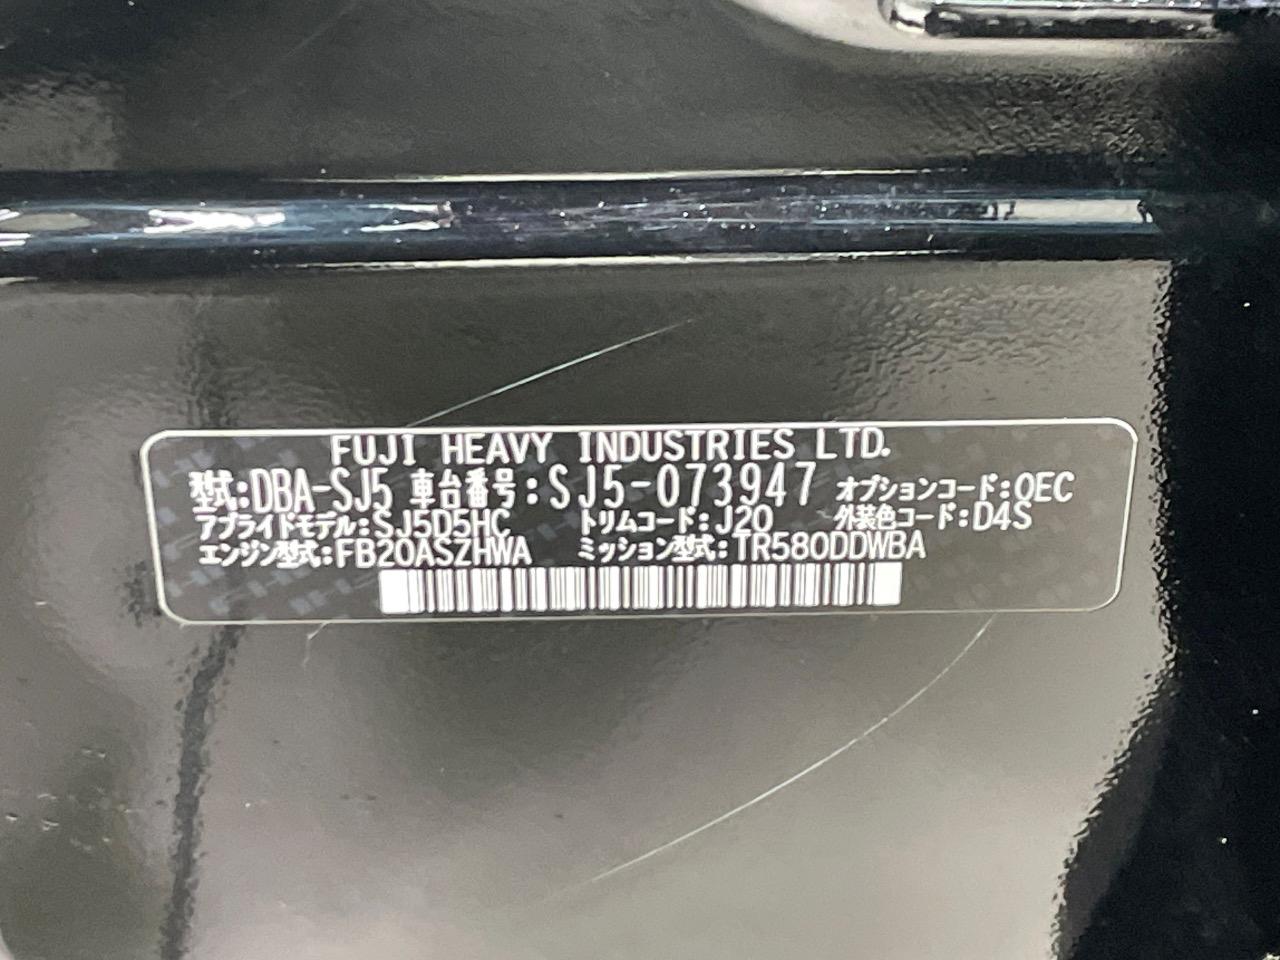 FUJI HEAVY INDUSTRIES LTD.
型式:DBA-SJ5 車台番号:SJ5-073947 オプションコード:QEC
アプライドモデル:SJ5D5HC トリムコード:J20 外装色コード:D4S
エンジン型式:FB20ASZHWA ミッション型式:TR580DDWBA